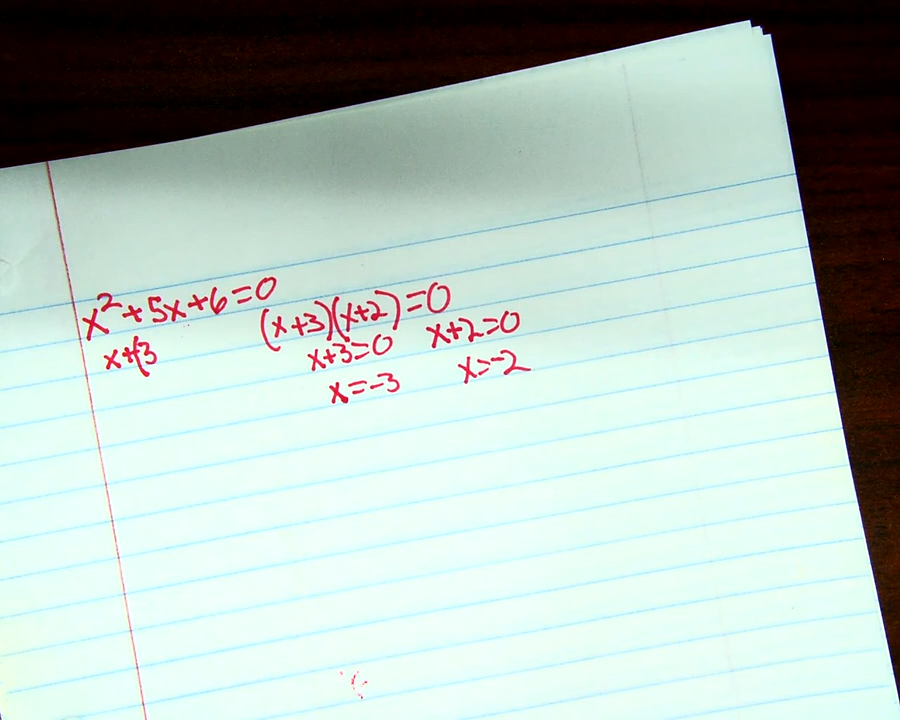 x²+5x+6=0
(x+3)(x+2)=0
x+(3
x+3=0 x+2=0
x=-3 x=-2